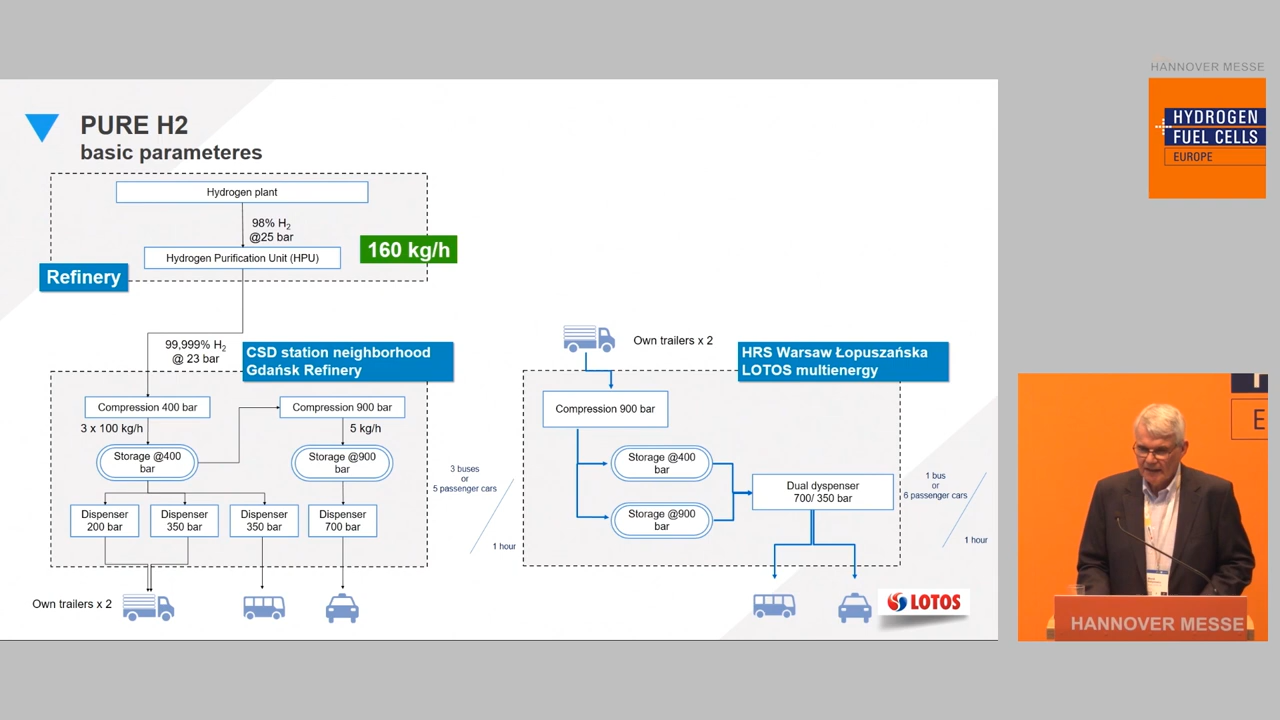 HANNOVER MESSE
HYDROGEN
FUEL CELLS
EUROPE
PURE H2
basic parameteres
Hydrogen plant
98% H₂
@25 bar
Hydrogen Purification Unit (HPU)
160 kg/h
Refinery
99,999% H₂
@ 23 bar
CSD station neighborhood
Gdańsk Refinery
Compression 400 bar
Compression 900 bar
3 x 100 kg/h
5 kg/h
Storage @400
bar
Storage @900
bar
Dispenser
200 bar
Dispenser
350 bar
Dispenser
350 bar
Dispenser
700 bar
Own trailers x 2
3 buses
or
5 passenger cars
1 hour
Own trailers x 2
HRS Warsaw Łopuszańska
LOTOS multienergy
Compression 900 bar
Storage @400
bar
Storage @900
bar
Dual dyspenser
700/ 350 bar
1 bus
or
6 passenger cars
1 hour
LOTOS
E
HANNOVER MESSE